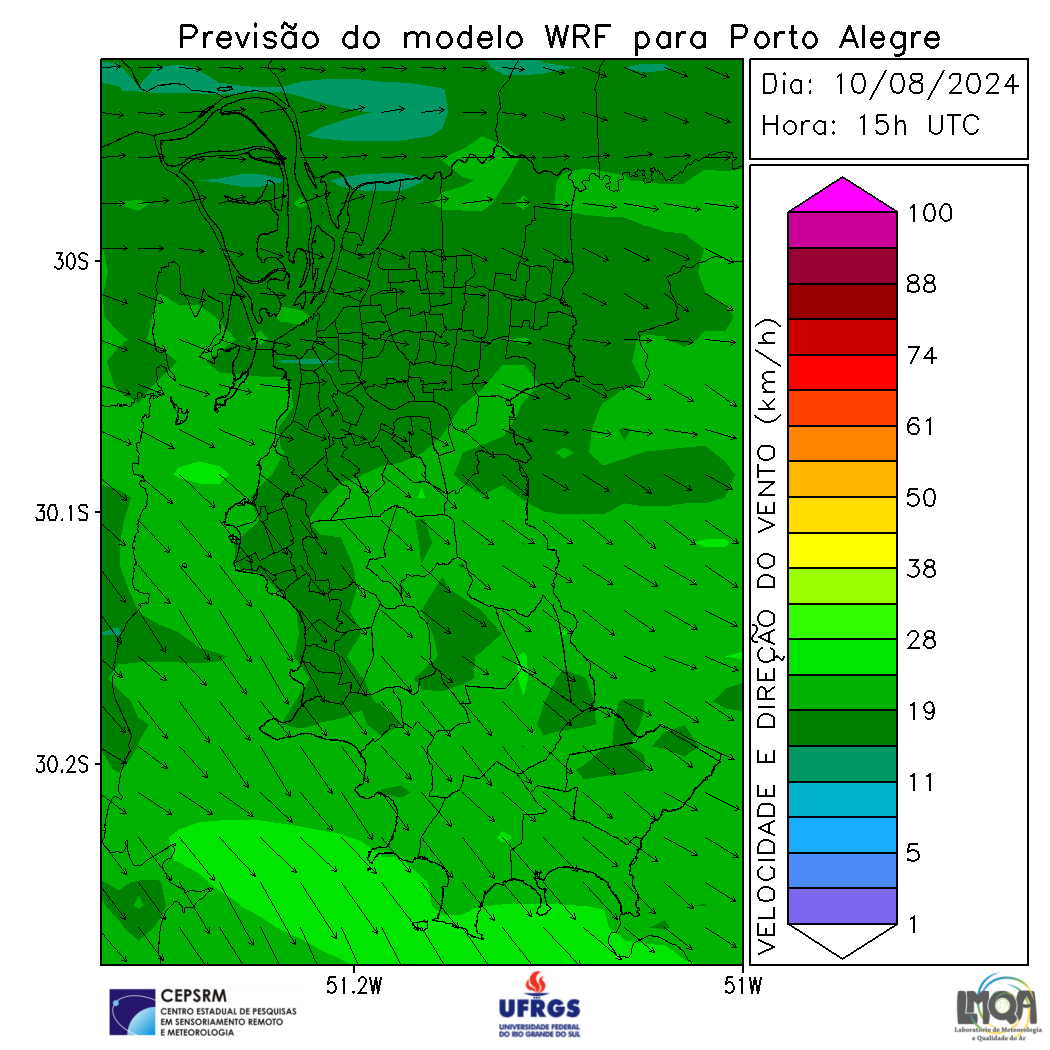 Previsão do modelo WRF para Porto Alegre
Dia: 10/08/2024
Hora: 15h UTC
30S
30.1S
30.2S
51.2W
51W
VELOCIDADE E DIREÇÃO DO VENTO (km/h)
100
88
74
61
50
38
28
19
11
5
1
CEPSRM
CENTRO ESTADUAL DE PESQUISAS
EM SENSORIAMENTO REMOTO
E METEOROLOGIA
UFRGS
UNIVERSIDADE FEDERAL
DO RIO GRANDE DO SUL
LMQA
Laboratório de Meteorologia
e Qualidade do Ar